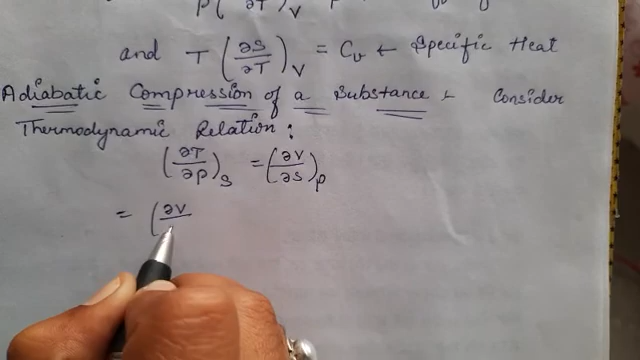 and T (∂S/∂T)_V = C_v ← Specific Heat
Adiabatic Compression of a Substance :- Consider
Thermodynamic Relation :
(∂T/∂p)_S = (∂V/∂S)_p
= (∂V